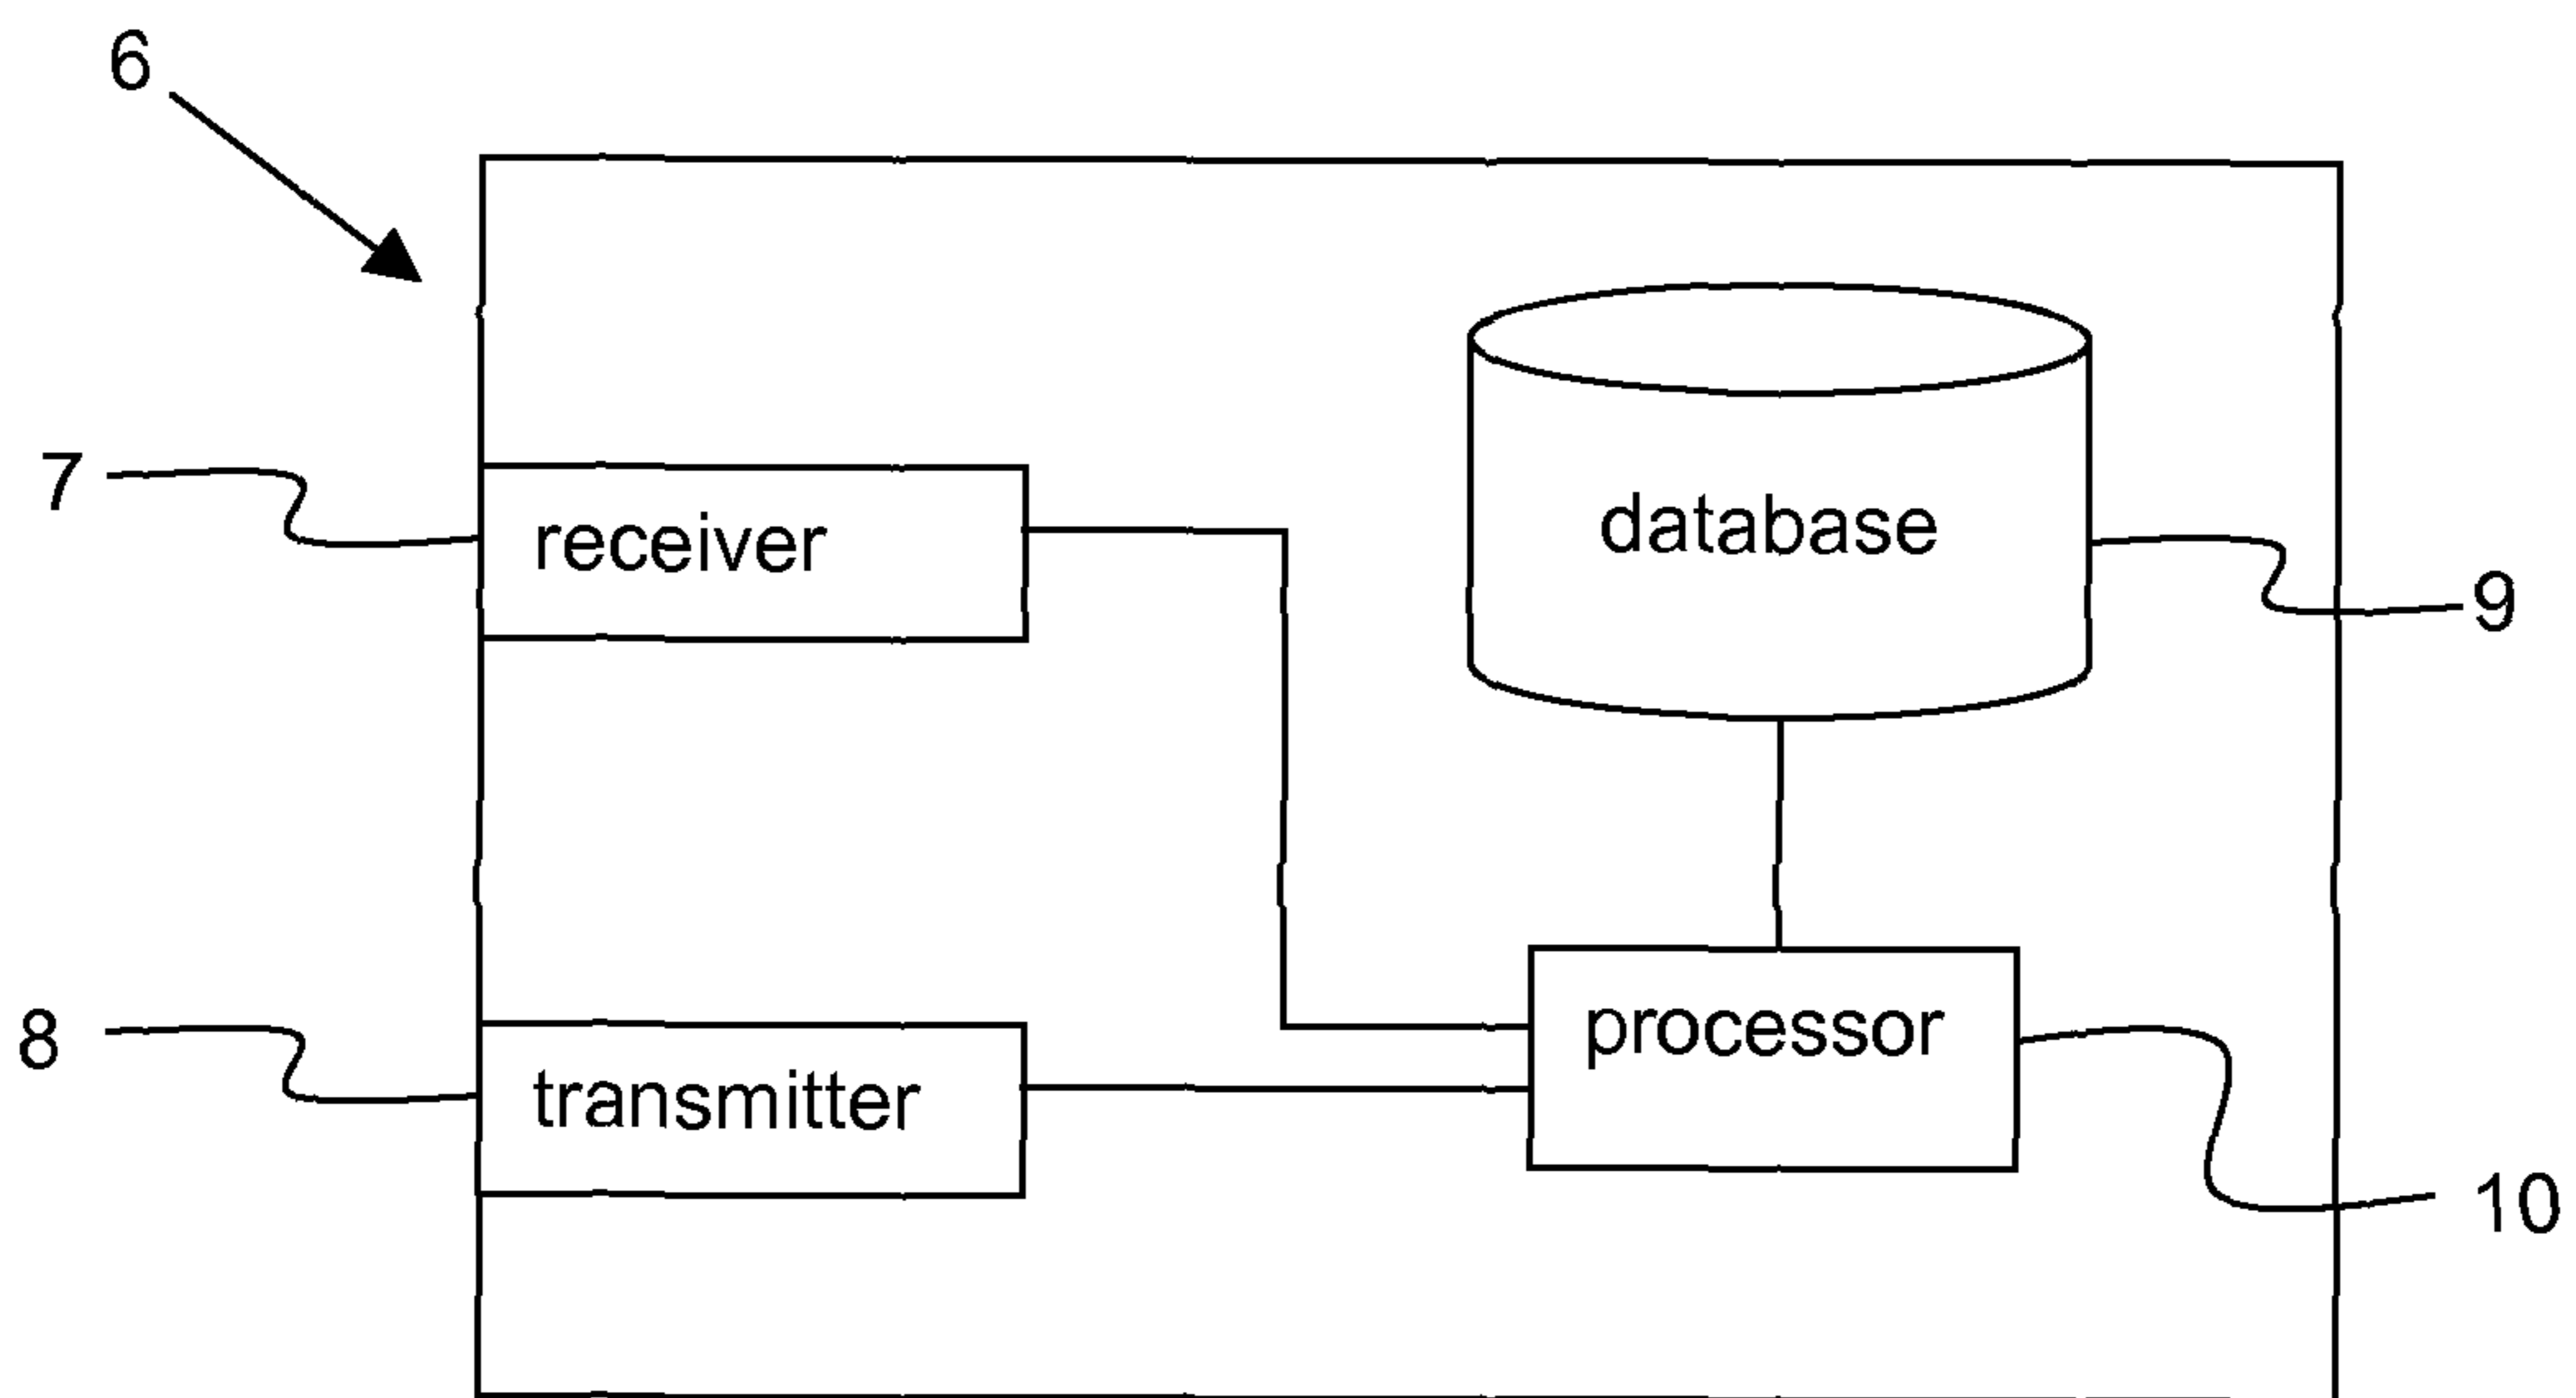 6
7
receiver
database
9
8
transmitter
processor
10